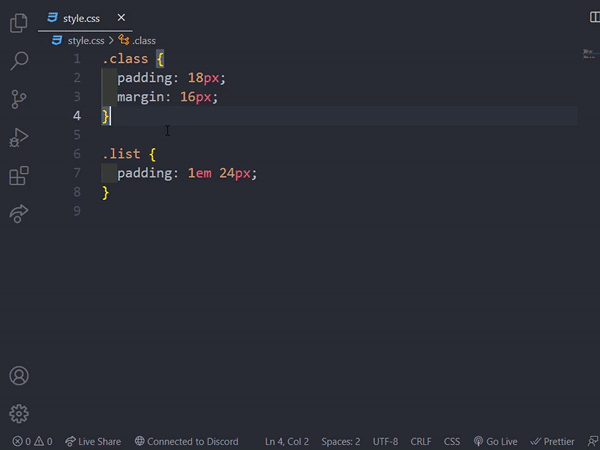 style.css
style.css > .class
1 .class {
2 padding: 18px;
3 margin: 16px;
4 }
5
6 .list {
7 padding: 1em 24px;
8 }
9
0 0 Live Share Connected to Discord Ln 4, Col 2 Spaces: 2 UTF-8 CRLF CSS Go Live Prettier